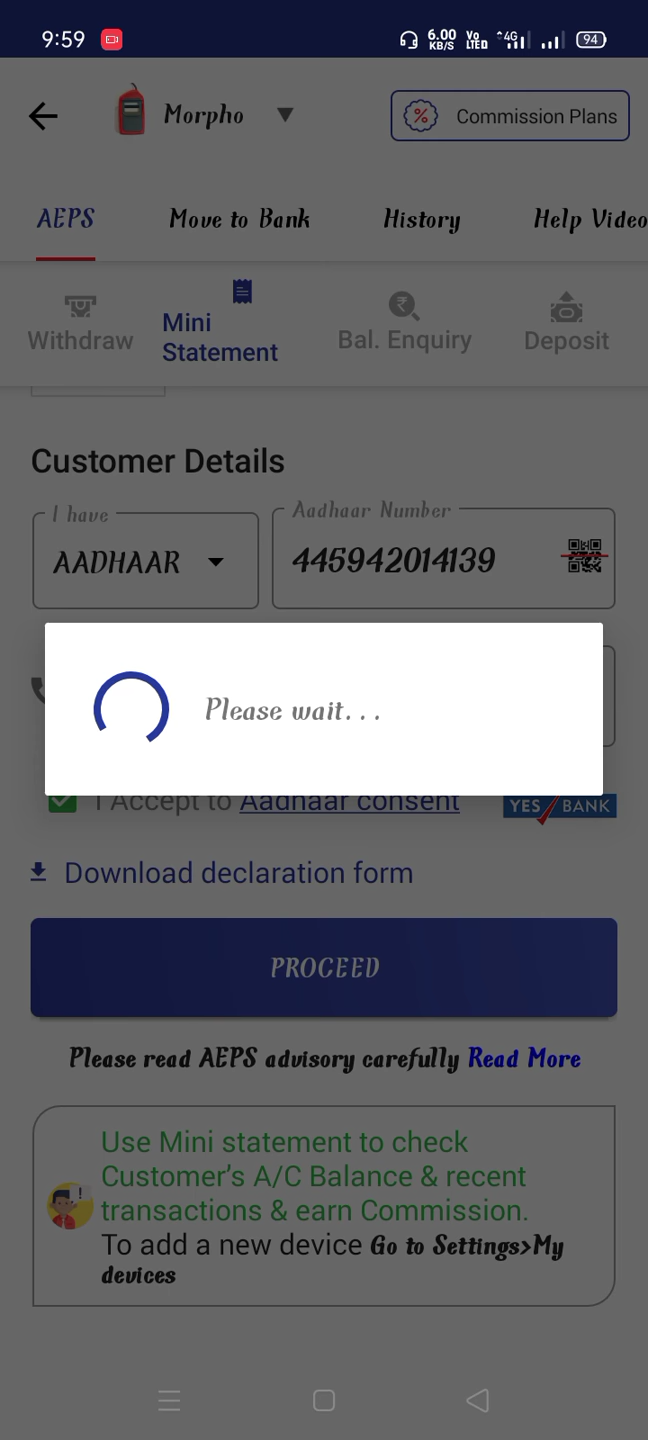 9:59
6.00
KB/S
Vo
LTED
4G
94
Morpho
%
Commission Plans
AEPS
Move to Bank
History
Help Video
Withdraw
Mini
Statement
Bal. Enquiry
Deposit
Customer Details
I have
Aadhaar Number
AADHAAR
445942014139
Please wait...
I Accept to Aadhaar consent
YES BANK
Download declaration form
PROCEED
Please read AEPS advisory carefully Read More
Use Mini statement to check
Customer's A/C Balance & recent
transactions & earn Commission.
To add a new device Go to Settings>My
devices